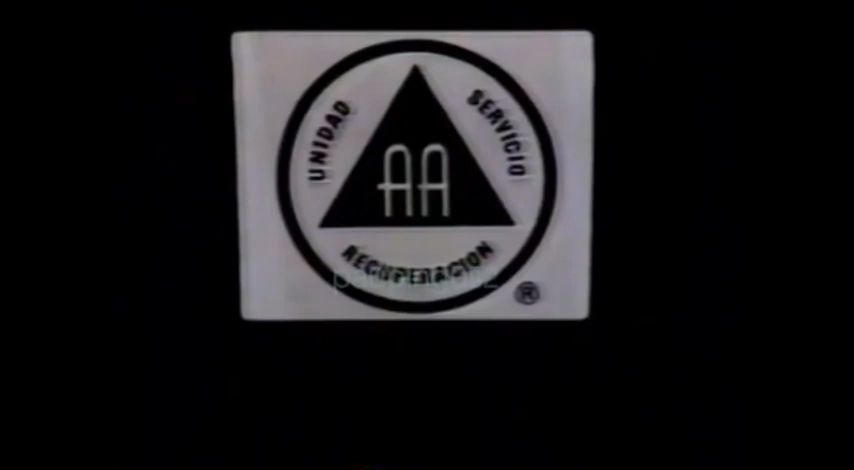 UNIDAD
SERVICIO
AA
RECUPERACION
®